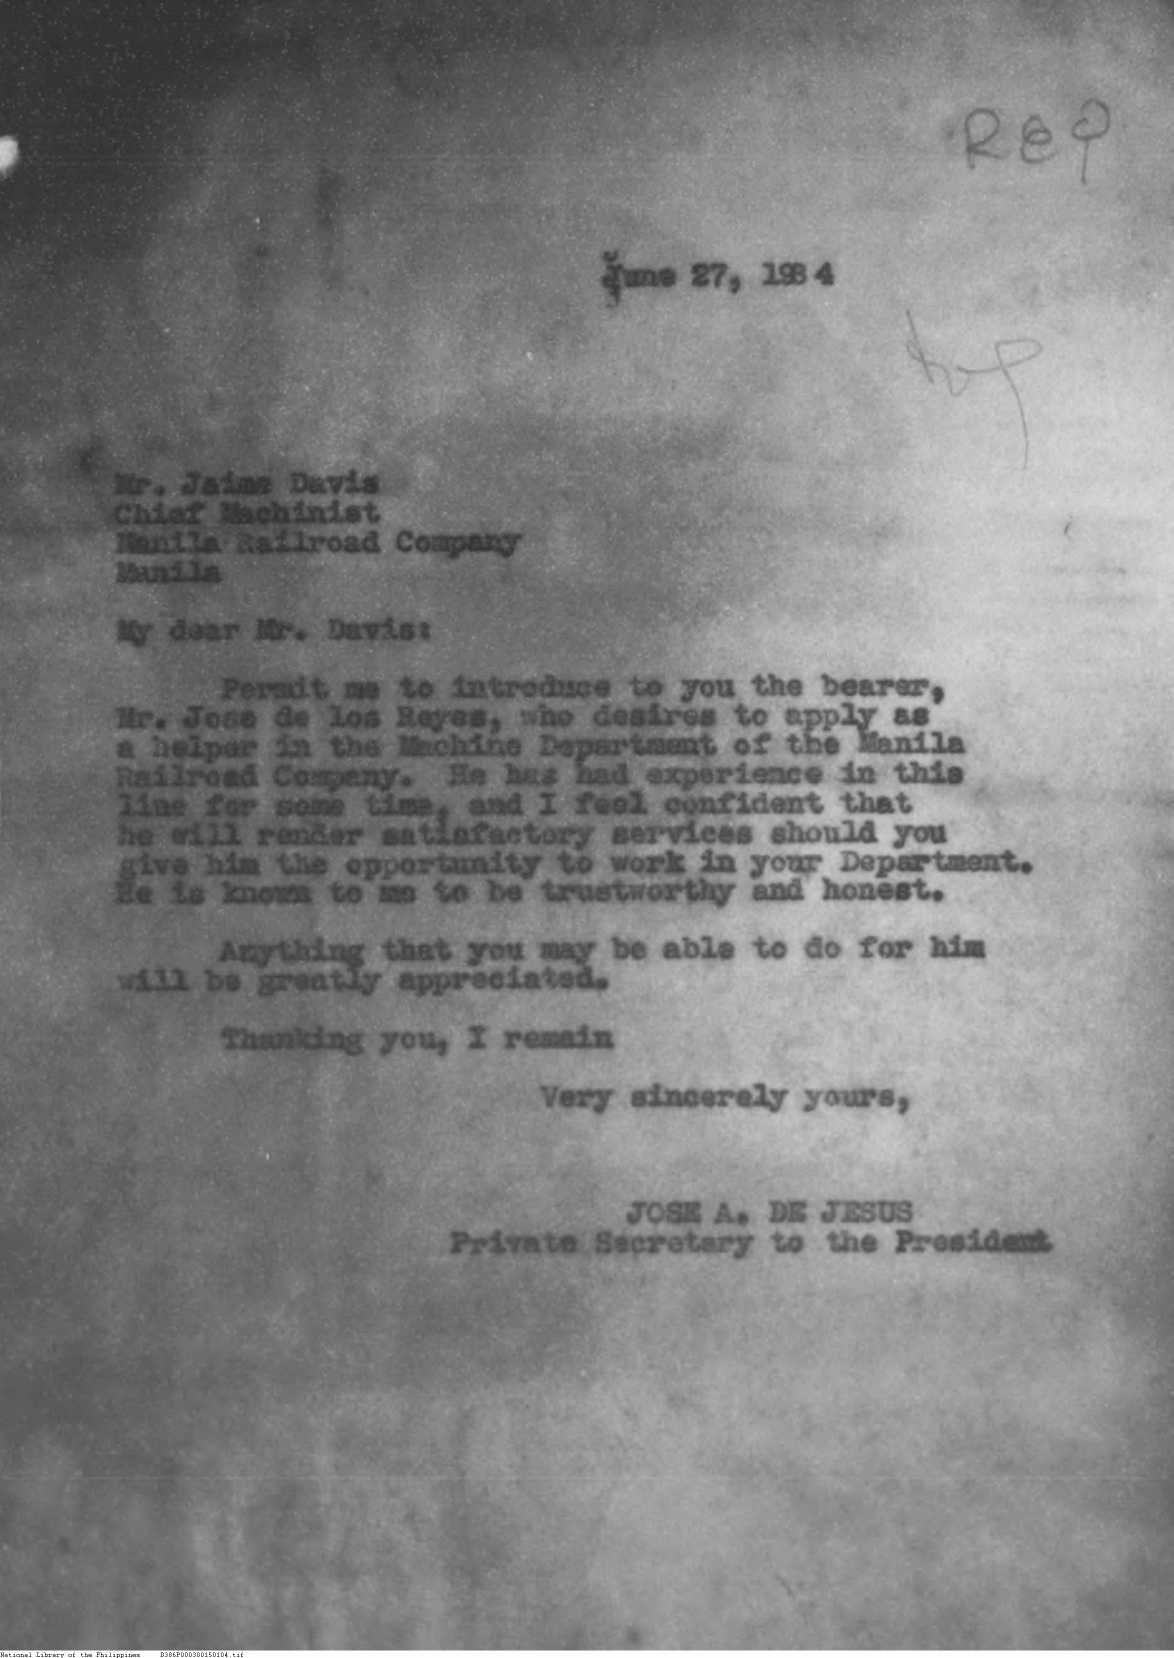 June 27, 1934
Mr. Jaime Davis
Chief Machinist
Manila Railroad Company
Manila
My dear Mr. Davis:
Permit me to introduce to you the bearer,
Mr. Jose de los Reyes, who desires to apply as
a helper in the Machine Department of the Manila
Railroad Company. He has had experience in this
line for some time, and I feel confident that
he will render satisfactory services should you
give him the opportunity to work in your Department.
He is known to me to be trustworthy and honest.
Anything that you may be able to do for him
will be greatly appreciated.
Thanking you, I remain
Very sincerely yours,
JOSE A. DE JESUS
Private Secretary to the President
National Library of the Philippines